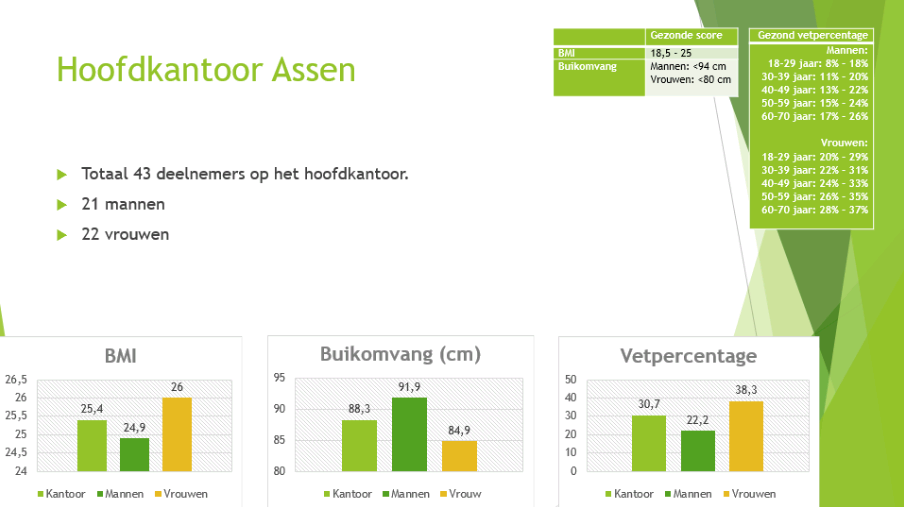 Hoofdkantoor Assen
Gezonde score
BMI 18,5 - 25
Buikomvang Mannen: <94 cm
Vrouwen: <80 cm
Gezond vetpercentage
Mannen:
18-29 jaar: 8% - 18%
30-39 jaar: 11% - 20%
40-49 jaar: 13% - 22%
50-59 jaar: 15% - 24%
60-70 jaar: 17% - 26%
Vrouwen:
18-29 jaar: 20% - 29%
30-39 jaar: 22% - 31%
40-49 jaar: 24% - 33%
50-59 jaar: 26% - 35%
60-70 jaar: 28% - 37%
Totaal 43 deelnemers op het hoofdkantoor.
21 mannen
22 vrouwen
BMI
26,5
26
25,5
25
24,5
24
25,4
24,9
26
Kantoor Mannen Vrouwen
Buikomvang (cm)
95
90
85
80
88,3
91,9
84,9
Kantoor Mannen Vrouw
Vetpercentage
50
40
30
20
10
0
30,7
22,2
38,3
Kantoor Mannen Vrouwen